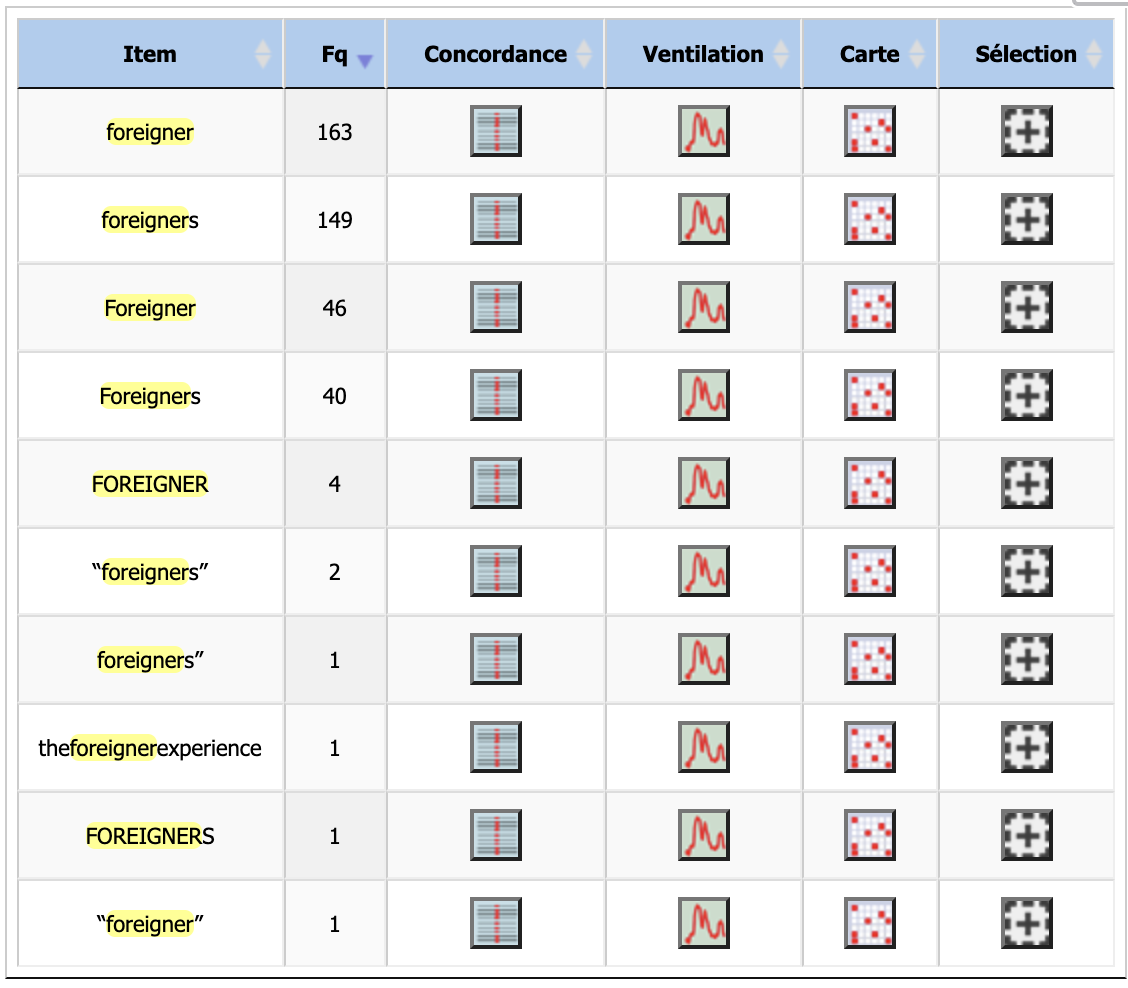 Item Fq Concordance Ventilation Carte Sélection
foreigner 163
foreigners 149
Foreigner 46
Foreigners 40
FOREIGNER 4
“foreigners” 2
foreigners” 1
theforeignerexperience 1
FOREIGNERS 1
“foreigner” 1